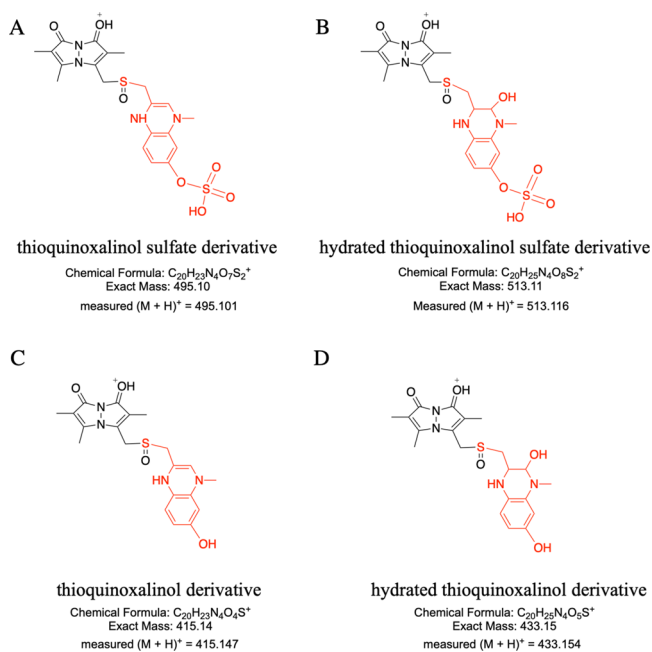 A
B
O
+
OH
N
N
S
O
NH
N
O
S
O
O
HO
O
+
OH
N
N
S
O
OH
HN
N
O
S
O
O
HO
thioquinoxalinol sulfate derivative
Chemical Formula: C20H23N4O7S2+
Exact Mass: 495.10
measured (M + H)+ = 495.101
hydrated thioquinoxalinol sulfate derivative
Chemical Formula: C20H25N4O8S2+
Exact Mass: 513.11
Measured (M + H)+ = 513.116
C
D
O
+
OH
N
N
S
O
HN
N
OH
O
+
OH
N
N
S
O
OH
HN
N
OH
thioquinoxalinol derivative
Chemical Formula: C20H23N4O4S+
Exact Mass: 415.14
measured (M + H)+ = 415.147
hydrated thioquinoxalinol derivative
Chemical Formula: C20H25N4O5S+
Exact Mass: 433.15
measured (M + H)+ = 433.154